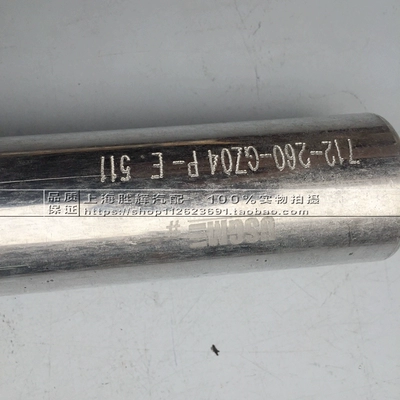 712-260-GZ04 P-E 511
品质 上海胜辉汽配 · 100%实物拍摄
保证 https://shop112623691.taobao.com